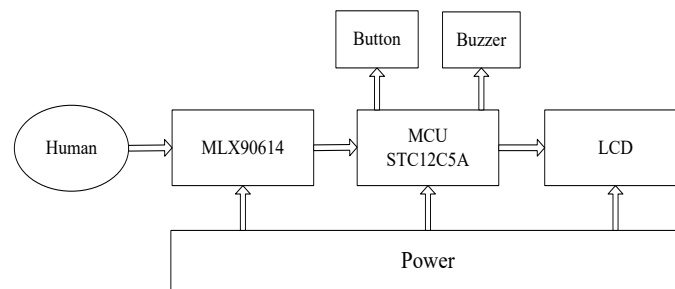 Button
Buzzer
Human
MLX90614
MCU
STC12C5A
LCD
Power